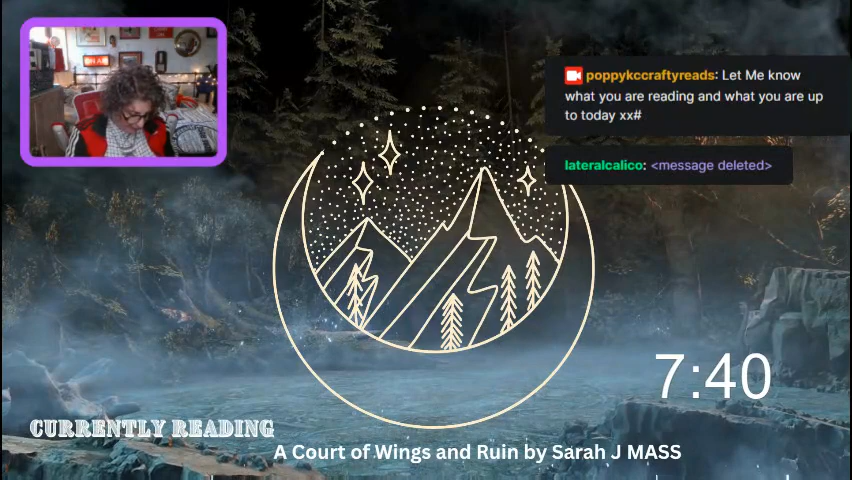 poppykccraftyreads: Let Me know
what you are reading and what you are up
to today xx#
lateralcalico: <message deleted>
7:40
CURRENTLY READING
A Court of Wings and Ruin by Sarah J MASS